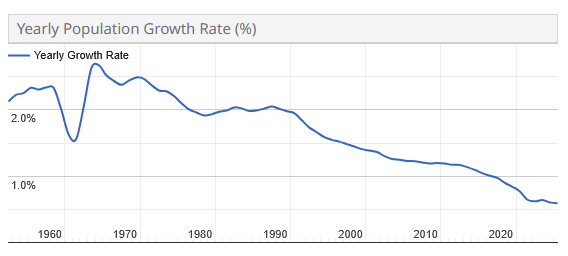 Yearly Population Growth Rate (%)
Yearly Growth Rate
2.0%
1.0%
1960 1970 1980 1990 2000 2010 2020